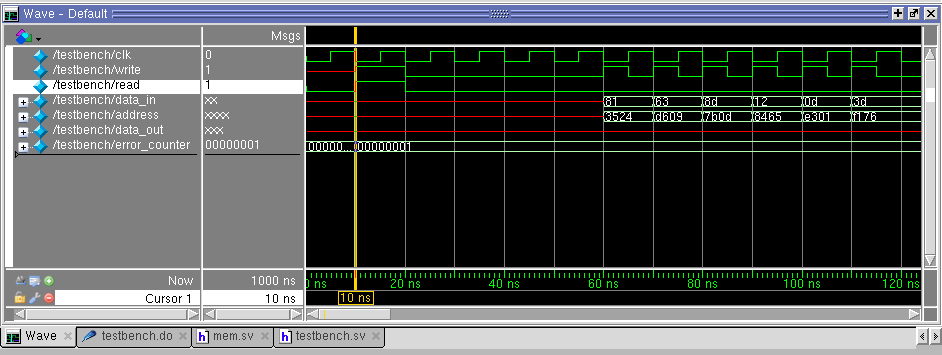 Wave - Default
Msgs
/testbench/clk 0
/testbench/write 1
/testbench/read 1
/testbench/data_in xx 81 63 8d 12 0d 3d
/testbench/address xxxx 3524 d609 7b0d 8465 e301 f176
/testbench/data_out xxx
/testbench/error_counter 00000001 00000... 00000001
Now 1000 ns 0 ns 20 ns 40 ns 60 ns 80 ns 100 ns 120 ns
Cursor 1 10 ns 10 ns
Wave testbench.do mem.sv testbench.sv